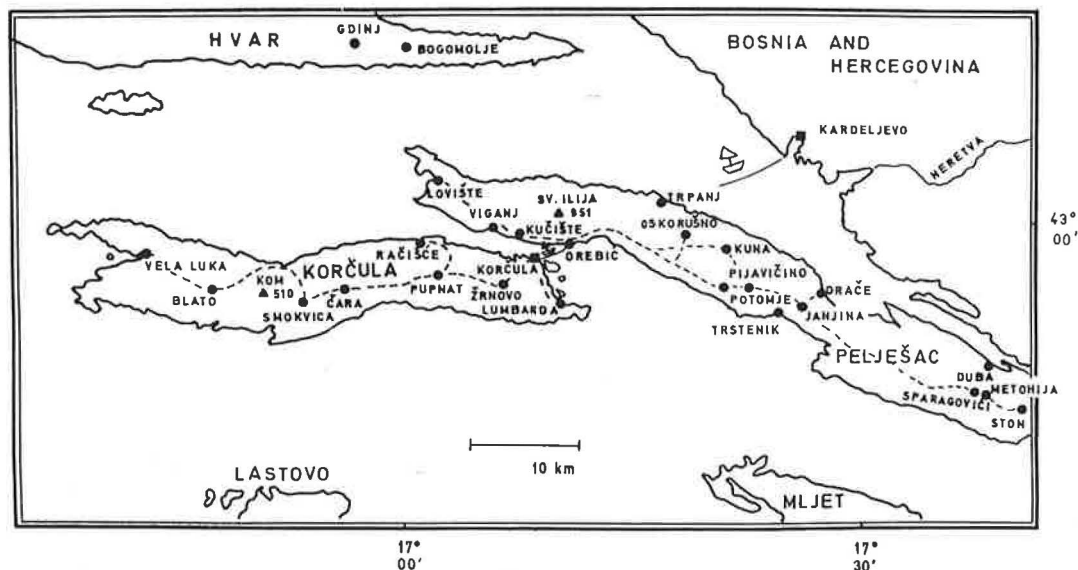 GDINJ
HVAR
BOGOMOLJE
BOSNIA AND
HERCEGOVINA
KARDELJEVO
HERETVA
LOVIŠTE
SV. ILIJA
951
TRPANJ
VIGANJ
KUČIŠTE
OSKORUŠNO
43°
00′
RAČIŠĆE
OREBIĆ
KUNA
VELA LUKA
KORČULA
KORČULA
PIJAVIČINO
KOM
510
BLATO
ČARA
PUPNAT
ŽRNOVO
POTOMJE
DRAČE
SMOKVICA
LUMBARDA
JANJINA
TRSTENIK
PELJEŠAC
DUBA
METOHIJA
SPARAGOVIĆI
STON
10 km
LASTOVO
MLJET
17°
00′
17°
30′